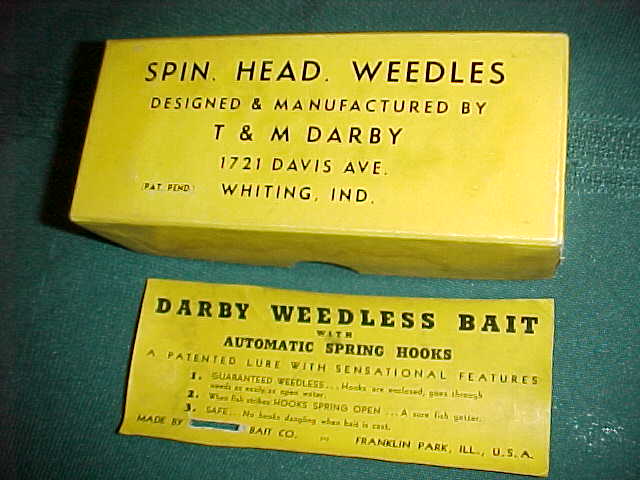 SPIN. HEAD. WEEDLES
DESIGNED & MANUFACTURED BY
T & M DARBY
1721 DAVIS AVE.
(PAT. PEND.) WHITING, IND.
DARBY WEEDLESS BAIT
WITH
AUTOMATIC SPRING HOOKS
A PATENTED LURE WITH SENSATIONAL FEATURES
1. GUARANTEED WEEDLESS... Hooks are enclosed, goes through
weeds as easily as open water.
2. When fish strikes HOOKS SPRING OPEN ... A sure fish getter.
3. SAFE... No hooks dangling when bait is cast.
MADE BY BAIT CO. FRANKLIN PARK, ILL., U.S.A.